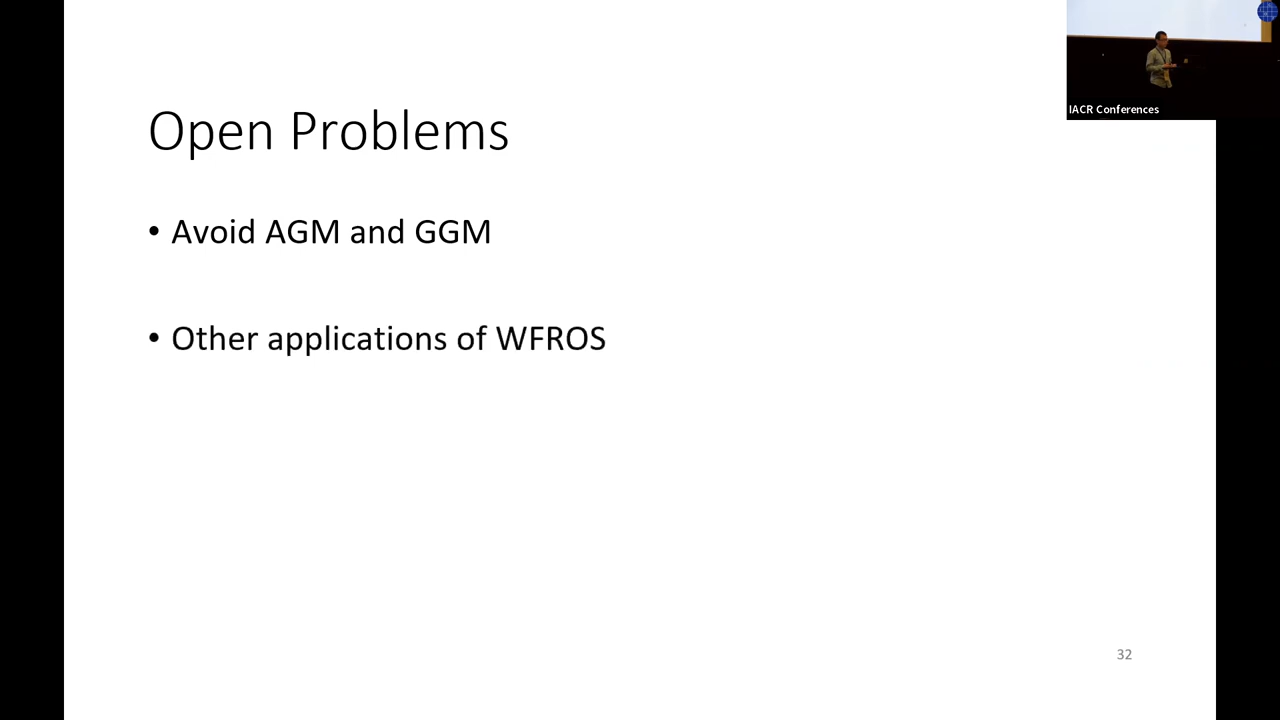 IACR Conferences
Open Problems
• Avoid AGM and GGM
• Other applications of WFROS
32